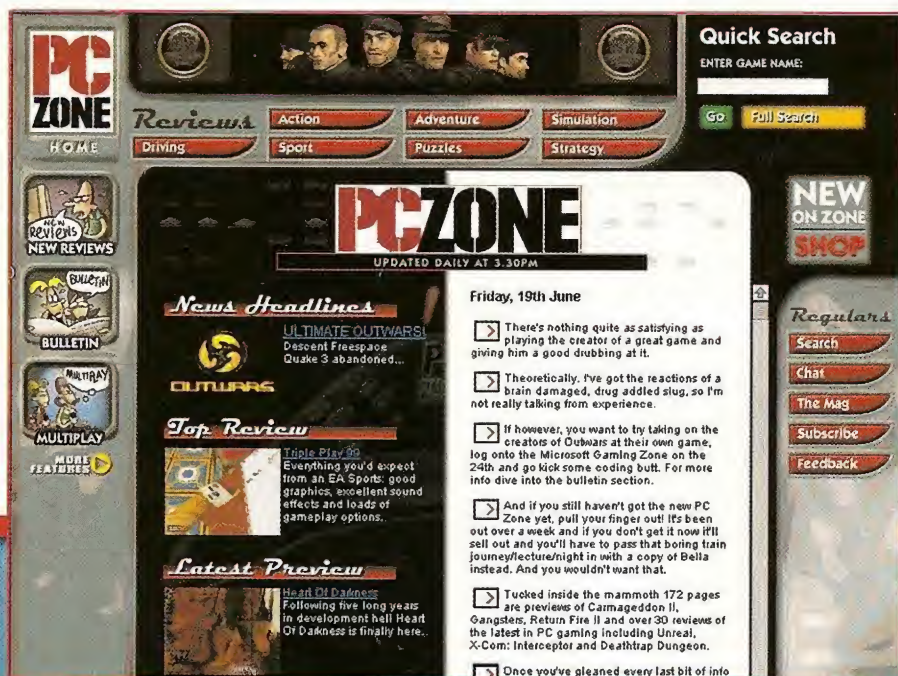 PC
ZONE
HOME
Quick Search
ENTER GAME NAME:
Go
Full Search
Reviews
Action
Adventure
Simulation
Driving
Sport
Puzzles
Strategy
NEW REVIEWS
NEW REVIEWS
BULLETIN
BULLETIN
MULTIPLAY
MULTIPLAY
MORE
FEATURES
PCZONE
UPDATED DAILY AT 3.30PM
News Headlines
OUTWARS
ULTIMATE OUTWARS!
Descent Freespace
Quake 3 abandoned...
Top Review
Triple Play 99
Everything you'd expect
from an EA Sports: good
graphics, excellent sound
effects and loads of
gameplay options..
Latest Preview
Heart Of Darkness
Following five long years
in development hell Heart
Of Darkness is finally here..
Friday, 19th June
There's nothing quite as satisfying as
playing the creator of a great game and
giving him a good drubbing at it.
Theoretically, I've got the reactions of a
brain damaged, drug addled slug, so I'm
not really talking from experience.
If however, you want to try taking on the
creators of Outwars at their own game,
log onto the Microsoft Gaming Zone on the
24th and go kick some coding butt. For more
info dive into the bulletin section.
And if you still haven't got the new PC
Zone yet, pull your finger out! It's been
out over a week and if you don't get it now it'll
sell out and you'll have to pass that boring train
journey/lecture/night in with a copy of Bella
instead. And you wouldn't want that.
Tucked inside the mammoth 172 pages
are previews of Carmageddon II,
Gangsters, Return Fire II and over 30 reviews of
the latest in PC gaming including Unreal,
X-Com: Interceptor and Deathtrap Dungeon.
Once you've gleaned every last bit of info
NEW
ON ZONE
SHOP
Regulars
Search
Chat
The Mag
Subscribe
Feedback